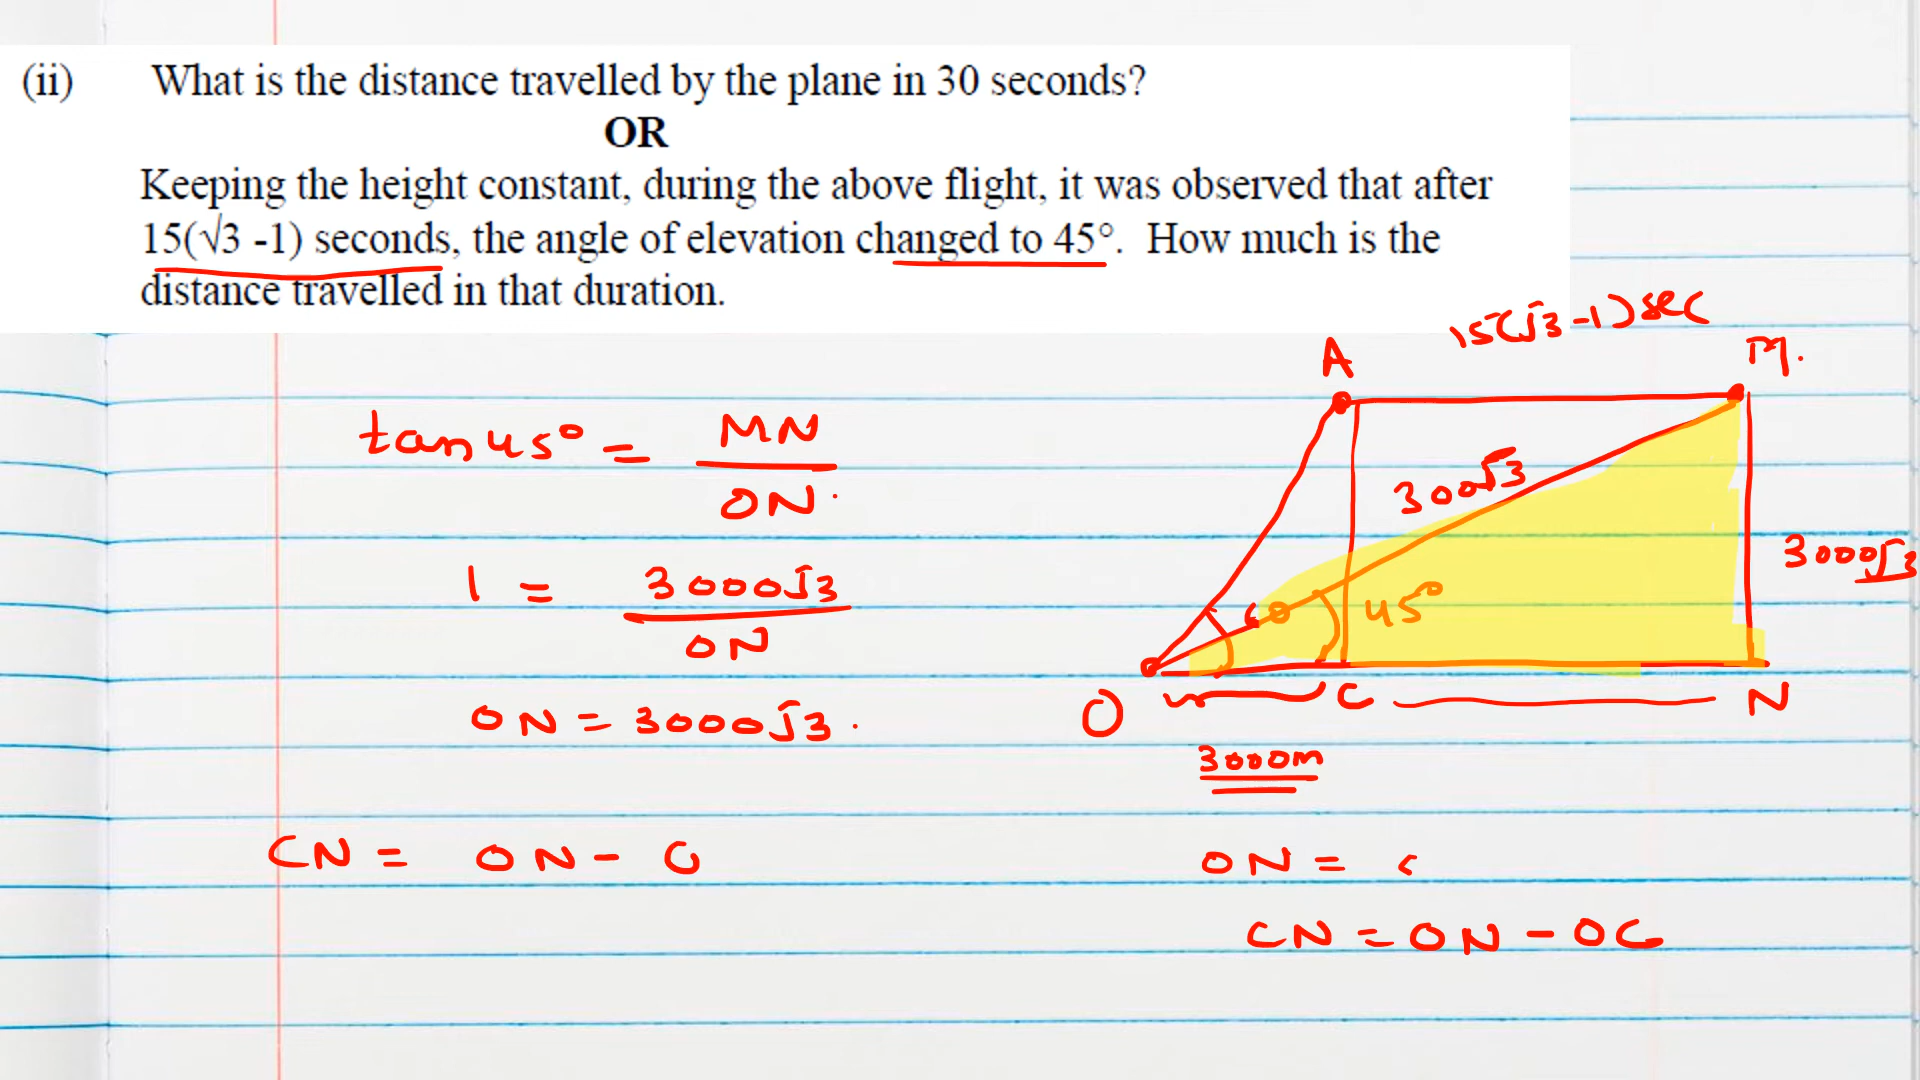 (ii) What is the distance travelled by the plane in 30 seconds?
OR
Keeping the height constant, during the above flight, it was observed that after
15(√3 -1) seconds, the angle of elevation changed to 45°. How much is the
distance travelled in that duration.
15(√3-1) sec
A
M.
tan 45° = MN
ON.
300√3
3000√3
1 = 3000√3
ON
60
45°
ON = 3000√3.
O
C
N
3000m
CN = ON - O
ON =
CN = ON - OC